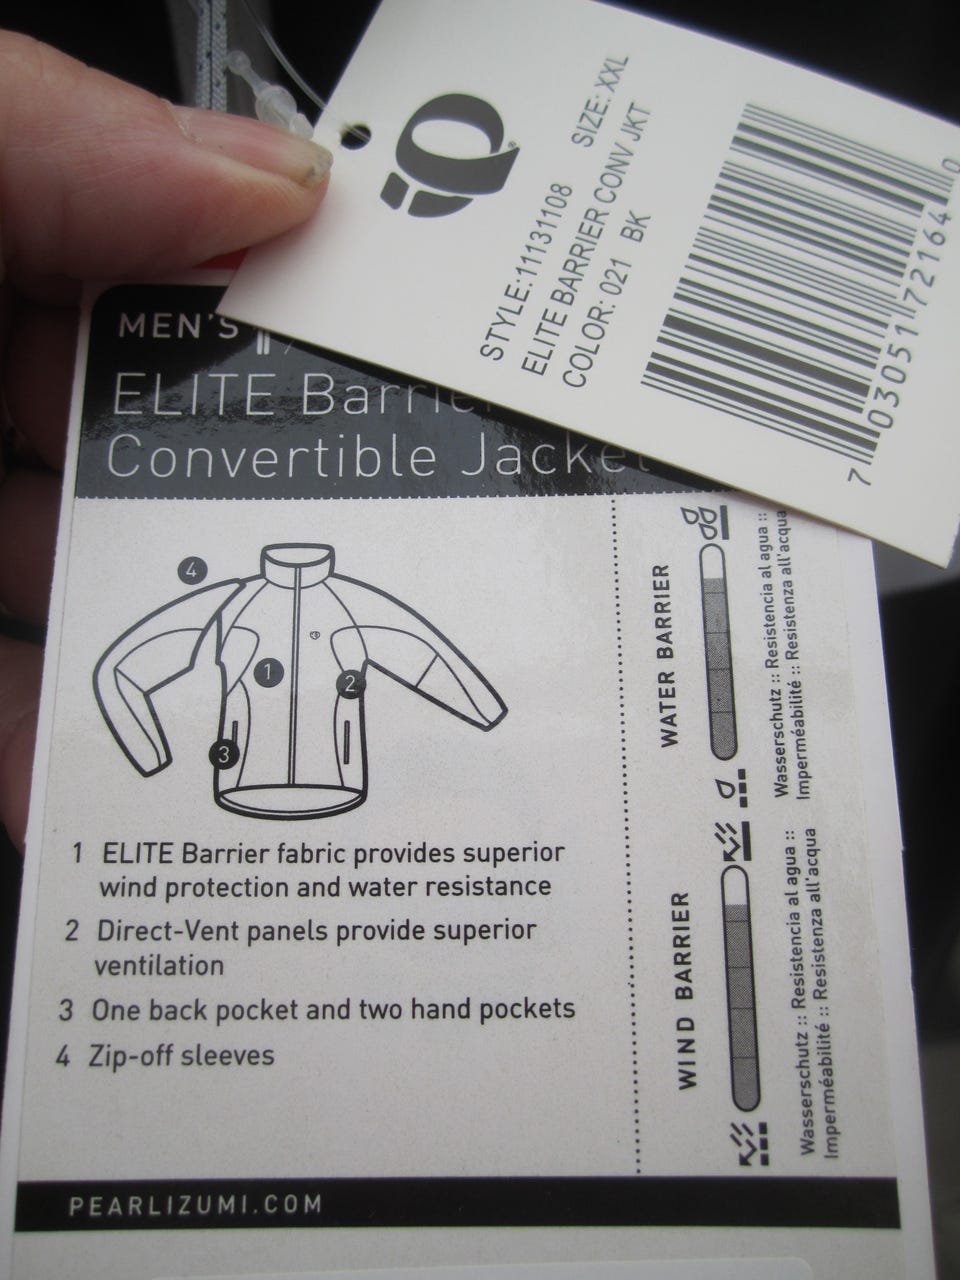 STYLE:11131108 SIZE: XXL
ELITE BARRIER CONV JKT
COLOR: 021 BK
7 03051 72164 0
MEN'S
ELITE Barrier
Convertible Jacket
4
1
2
3
1 ELITE Barrier fabric provides superior
wind protection and water resistance
2 Direct-Vent panels provide superior
ventilation
3 One back pocket and two hand pockets
4 Zip-off sleeves
WATER BARRIER
Wasserschutz :: Resistencia al agua ::
Imperméabilité :: Resistenza all'acqua
WIND BARRIER
Wasserschutz :: Resistencia al agua ::
Imperméabilité :: Resistenza all'acqua
PEARLIZUMI.COM